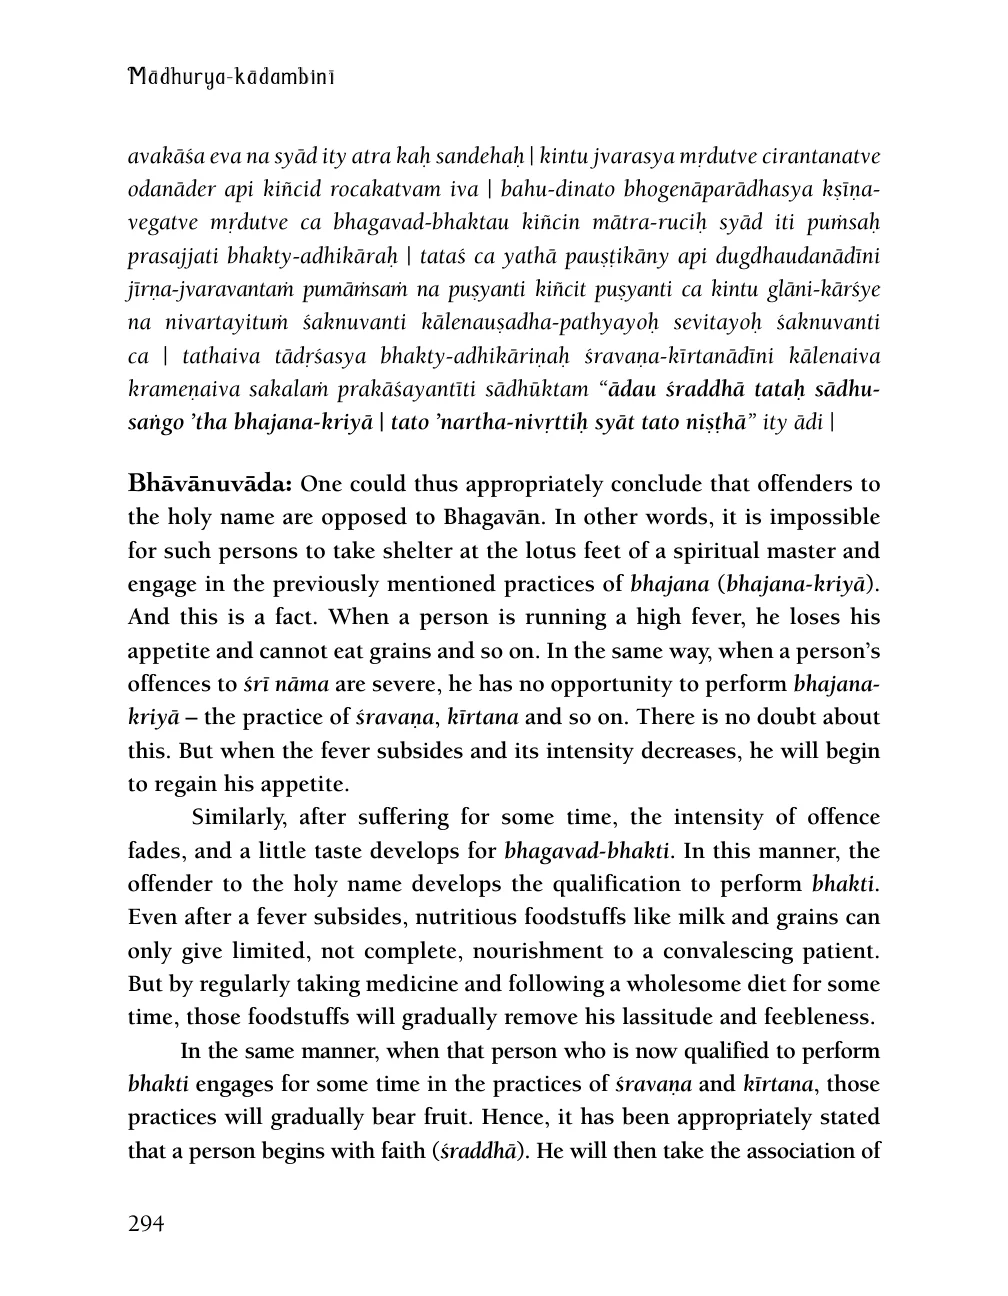 Mādhurya-kādambinī
avakāśa eva na syād ity atra kaḥ sandehaḥ | kintu jvarasya mṛdutve cirantanatve
odanāder api kiñcid rocakatvam iva | bahu-dinato bhogenāparādhasya kṣīṇa-
vegatve mṛdutve ca bhagavad-bhaktau kiñcin mātra-ruciḥ syād iti puṁsaḥ
prasajjati bhakty-adhikāraḥ | tataś ca yathā pauṣṭikāny api dugdhaudanādīni
jīrṇa-jvaravantaṁ pumāṁsaṁ na puṣyanti kiñcit puṣyanti ca kintu glāni-kārśye
na nivartayituṁ śaknuvanti kālenauṣadha-pathyayoḥ sevitayoḥ śaknuvanti
ca | tathaiva tādṛśasya bhakty-adhikāriṇaḥ śravaṇa-kīrtanādīni kālenaiva
krameṇaiva sakalaṁ prakāśayantīti sādhūktam “ādau śraddhā tataḥ sādhu-
saṅgo ’tha bhajana-kriyā | tato ’nartha-nivṛttiḥ syāt tato niṣṭhā” ity ādi |
Bhāvānuvāda: One could thus appropriately conclude that offenders to
the holy name are opposed to Bhagavān. In other words, it is impossible
for such persons to take shelter at the lotus feet of a spiritual master and
engage in the previously mentioned practices of bhajana (bhajana-kriyā).
And this is a fact. When a person is running a high fever, he loses his
appetite and cannot eat grains and so on. In the same way, when a person’s
offences to śrī nāma are severe, he has no opportunity to perform bhajana-
kriyā – the practice of śravaṇa, kīrtana and so on. There is no doubt about
this. But when the fever subsides and its intensity decreases, he will begin
to regain his appetite.
Similarly, after suffering for some time, the intensity of offence
fades, and a little taste develops for bhagavad-bhakti. In this manner, the
offender to the holy name develops the qualification to perform bhakti.
Even after a fever subsides, nutritious foodstuffs like milk and grains can
only give limited, not complete, nourishment to a convalescing patient.
But by regularly taking medicine and following a wholesome diet for some
time, those foodstuffs will gradually remove his lassitude and feebleness.
In the same manner, when that person who is now qualified to perform
bhakti engages for some time in the practices of śravaṇa and kīrtana, those
practices will gradually bear fruit. Hence, it has been appropriately stated
that a person begins with faith (śraddhā). He will then take the association of
294